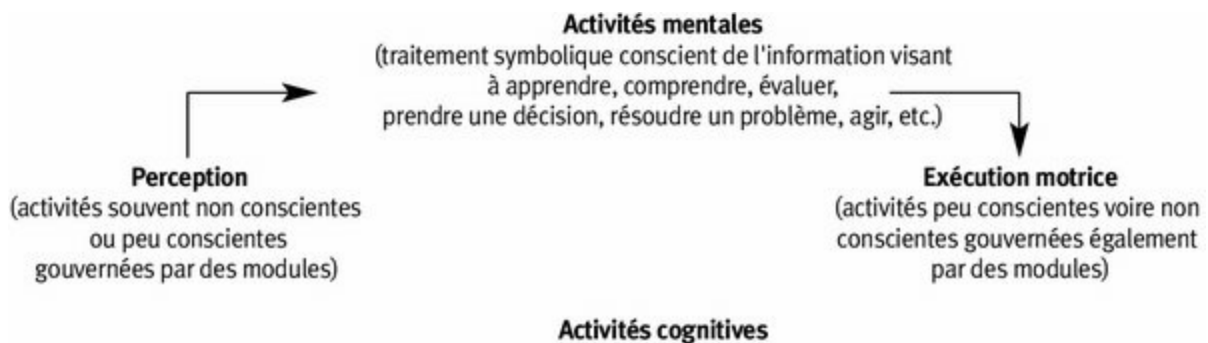 Activités mentales
(traitement symbolique conscient de l'information visant
à apprendre, comprendre, évaluer,
prendre une décision, résoudre un problème, agir, etc.)
Perception
(activités souvent non conscientes
ou peu conscientes
gouvernées par des modules)
Exécution motrice
(activités peu conscientes voire non
conscientes gouvernées également
par des modules)
Activités cognitives